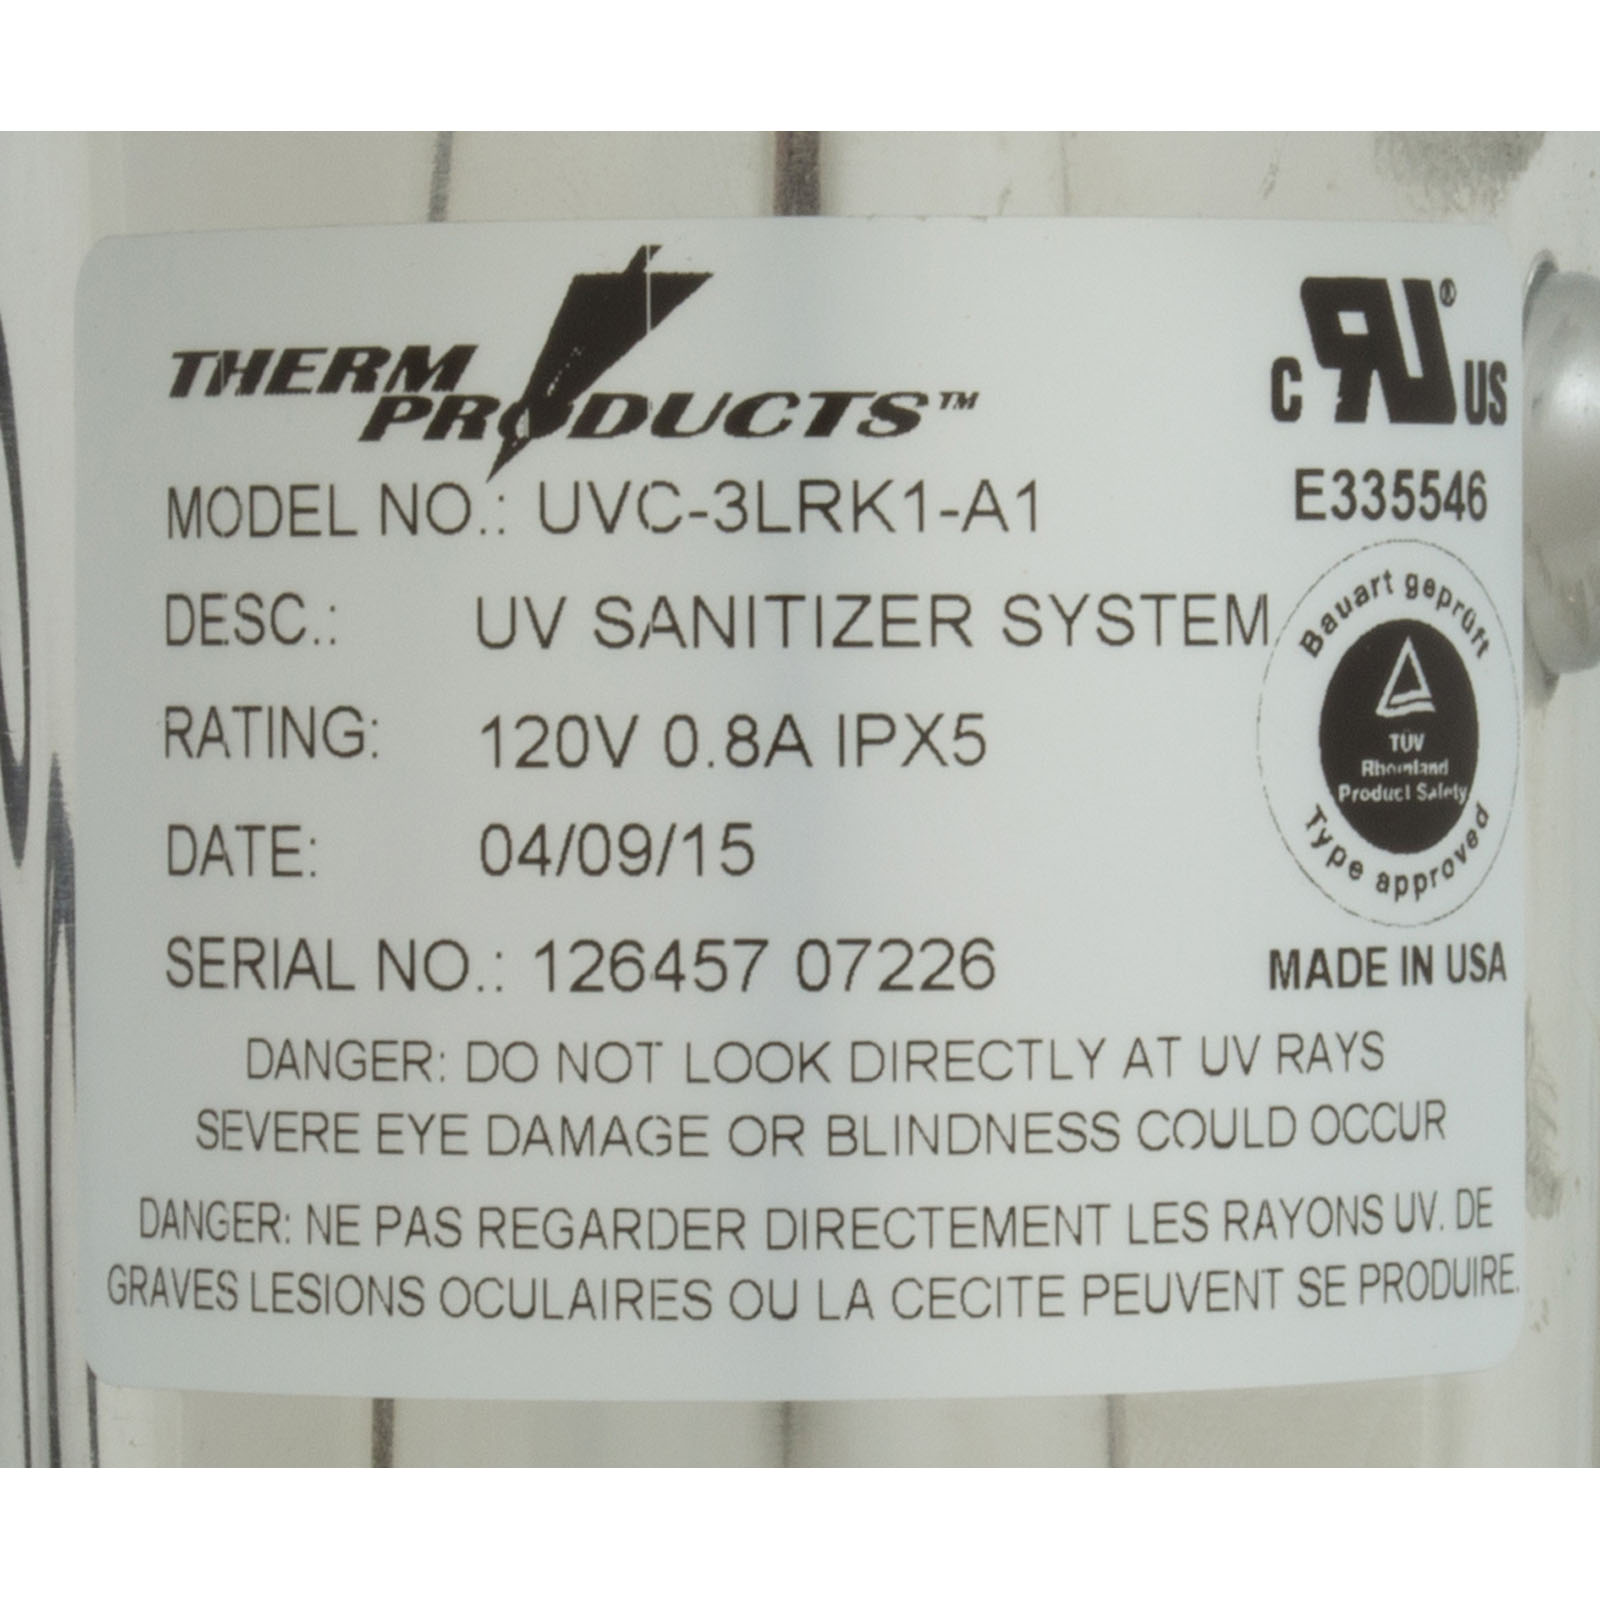 THERM
PRODUCTS™
C RU® US
MODEL NO.: UVC-3LRK1-A1
E335546
DESC.: UV SANITIZER SYSTEM
RATING: 120V 0.8A IPX5
DATE: 04/09/15
SERIAL NO.: 126457 07226
Bauart geprüft
TÜV
Rheinland
Product Safety
Type approved
MADE IN USA
DANGER: DO NOT LOOK DIRECTLY AT UV RAYS
SEVERE EYE DAMAGE OR BLINDNESS COULD OCCUR
DANGER: NE PAS REGARDER DIRECTEMENT LES RAYONS UV. DE
GRAVES LESIONS OCULAIRES OU LA CECITE PEUVENT SE PRODUIRE.